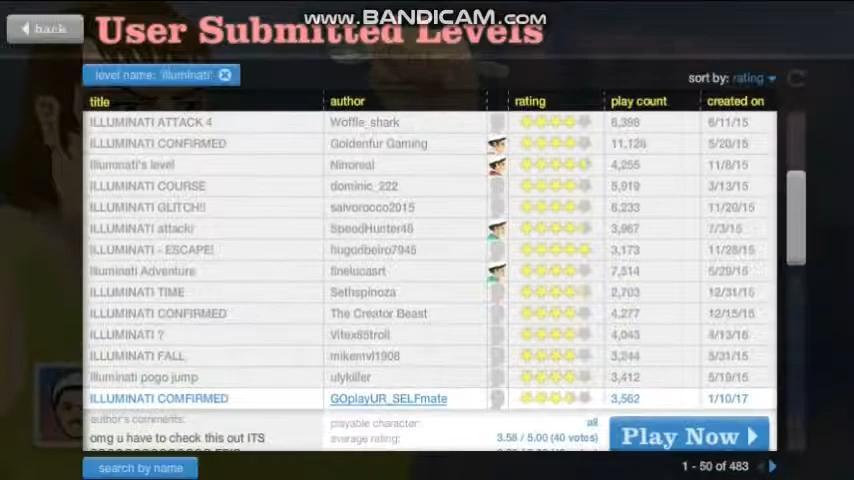 WWW.BANDICAM.COM
back
User Submitted Levels
level name: 'illuminati'
sort by: rating
title author rating play count created on
ILLUMINATI ATTACK 4 Woffle_shark 6,398 6/11/15
ILLUMINATI CONFIRMED Goldenfur Gaming 11,128 5/20/15
Illuminati's level Ninoreal 4,255 11/8/15
ILLUMINATI COURSE dominic_222 5,919 3/13/15
ILLUMINATI GLITCH!! salvorocco2015 6,233 11/20/15
ILLUMINATI attack! SpeedHunter46 3,967 7/3/15
ILLUMINATI - ESCAPE! 3,173 11/28/15
Illuminati Adventure 7,514 5/29/15
ILLUMINATI TIME Sethspinoza 2,703 12/31/15
ILLUMINATI CONFIRMED The Creator Beast 4,277 12/15/15
ILLUMINATI ? 4,043 4/13/15
ILLUMINATI FALL mikemvl1908 3,244 5/31/15
Illuminati pogo jump ulykiller 3,412 5/19/15
ILLUMINATI COMFIRMED GOplayUR_SELFmate 3,562 1/10/17
author's comments: playable character: all
omg u have to check this out ITS average rating: 3.58 / 5.00 (40 votes)
Play Now
search by name 1 - 50 of 483